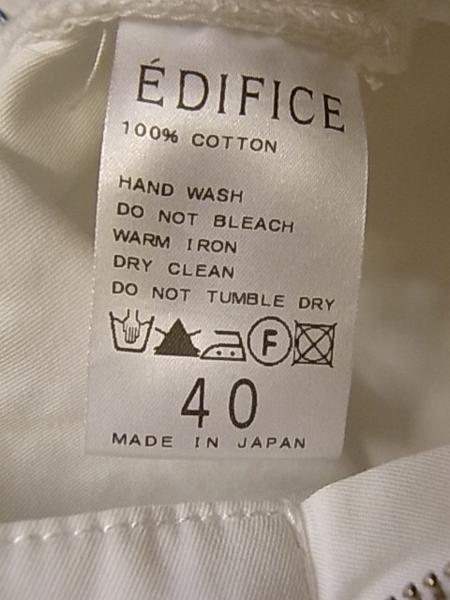 ÉDIFICE
100% COTTON
HAND WASH
DO NOT BLEACH
WARM IRON
DRY CLEAN
DO NOT TUMBLE DRY
F
40
MADE IN JAPAN